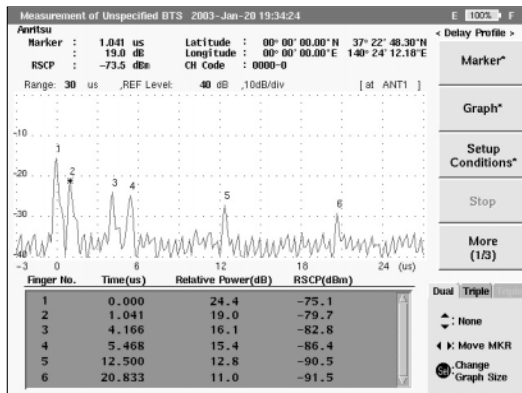 Measurement of Unspecified BTS 2003-Jan-20 19:34:24 E 100% F
Anritsu
Marker : 1.041 us Latitude : 00° 00' 00.00" N 37° 22' 48.30"N
: 19.0 dB Longitude : 00° 00' 00.00"E 140° 24' 12.18"E
RSCP : -73.5 dBm CH Code : 0000-0
Range: 30 us ,REF Level: 40 dB ,10dB/div [ at ANT1 ]
-10
-20
-30
-40
1
2
3
4
5
6
-3 0 6 12 18 24 (us)
Finger No. Time(us) Relative Power(dB) RSCP(dBm)
1 0.000 24.4 -75.1
2 1.041 19.0 -79.7
3 4.166 16.1 -82.8
4 5.468 15.4 -86.4
5 12.500 12.8 -90.5
6 20.833 11.0 -91.5
< Delay Profile >
Marker*
Graph*
Setup
Conditions*
Stop
More
(1/3)
Dual Triple Triple
: None
: Move MKR
Sel :Change
Graph Size